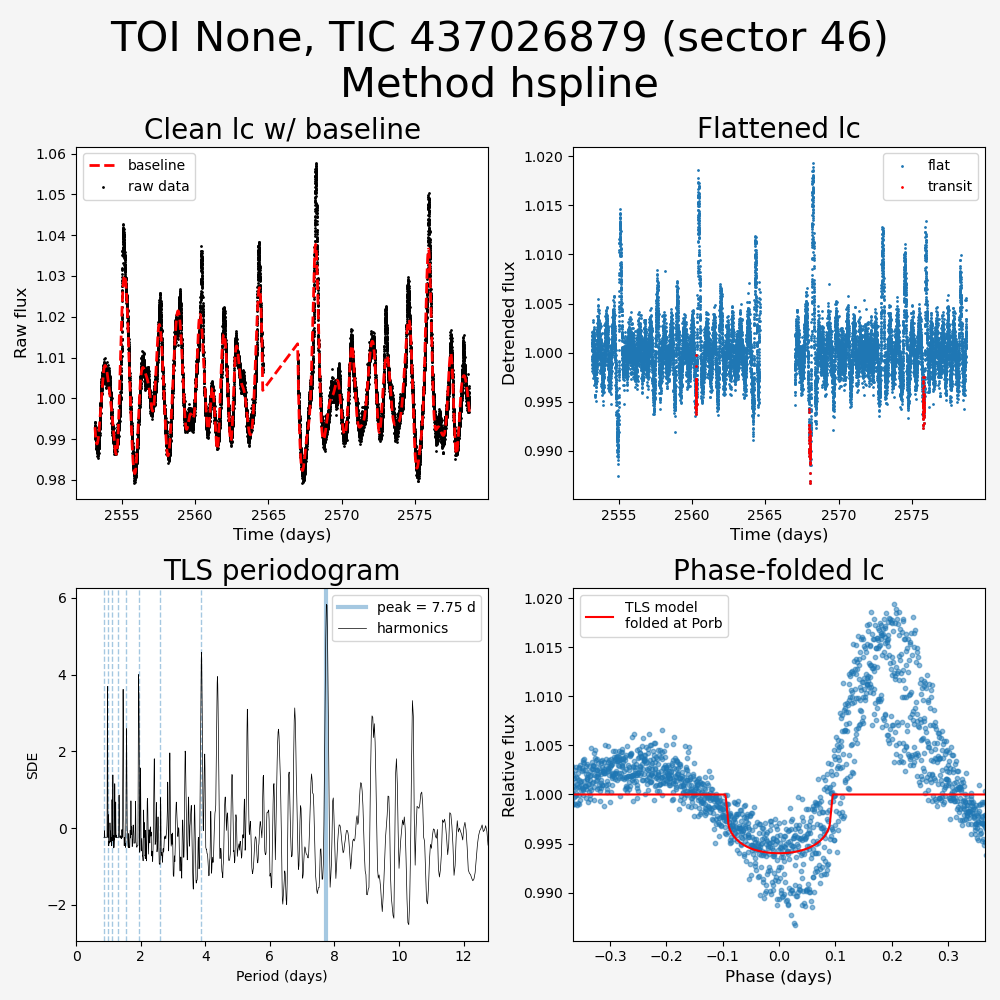 TOI None, TIC 437026879 (sector 46)
Method hspline
Clean lc w/ baseline
Flattened lc
baseline
raw data
flat
transit
1.06
1.05
1.04
1.03
1.02
1.01
1.00
0.99
0.98
Raw flux
2555
2560
2565
2570
2575
Time (days)
1.020
1.015
1.010
1.005
1.000
0.995
0.990
Detrended flux
2555
2560
2565
2570
2575
Time (days)
TLS periodogram
Phase-folded lc
peak = 7.75 d
harmonics
6
4
2
0
−2
SDE
0
2
4
6
8
10
12
Period (days)
TLS model
folded at Porb
1.020
1.015
1.010
1.005
1.000
0.995
0.990
Relative flux
−0.3
−0.2
−0.1
0.0
0.1
0.2
0.3
Phase (days)